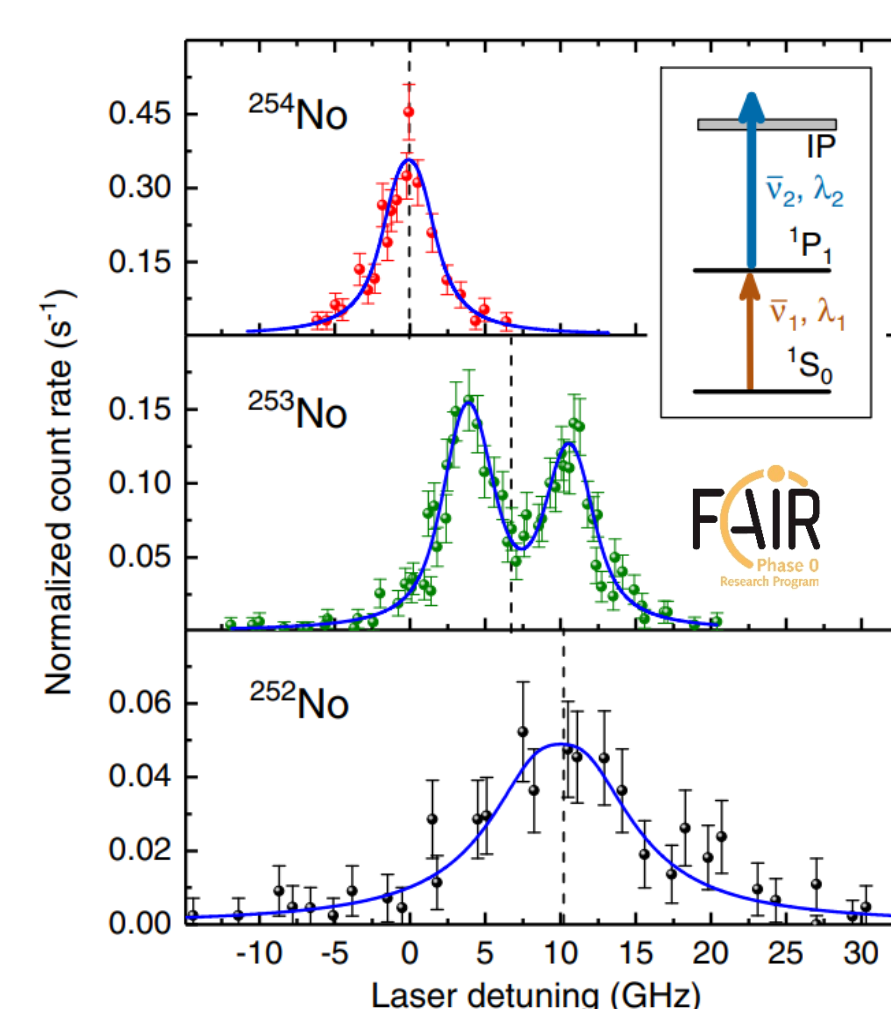 Normalized count rate (s⁻¹)
²⁵⁴No
0.45
0.30
0.15
IP
ν̅₂, λ₂
¹P₁
ν̅₁, λ₁
¹S₀
²⁵³No
0.15
0.10
0.05
FAIR
Phase 0
Research Program
²⁵²No
0.06
0.04
0.02
0.00
-10 -5 0 5 10 15 20 25 30
Laser detuning (GHz)